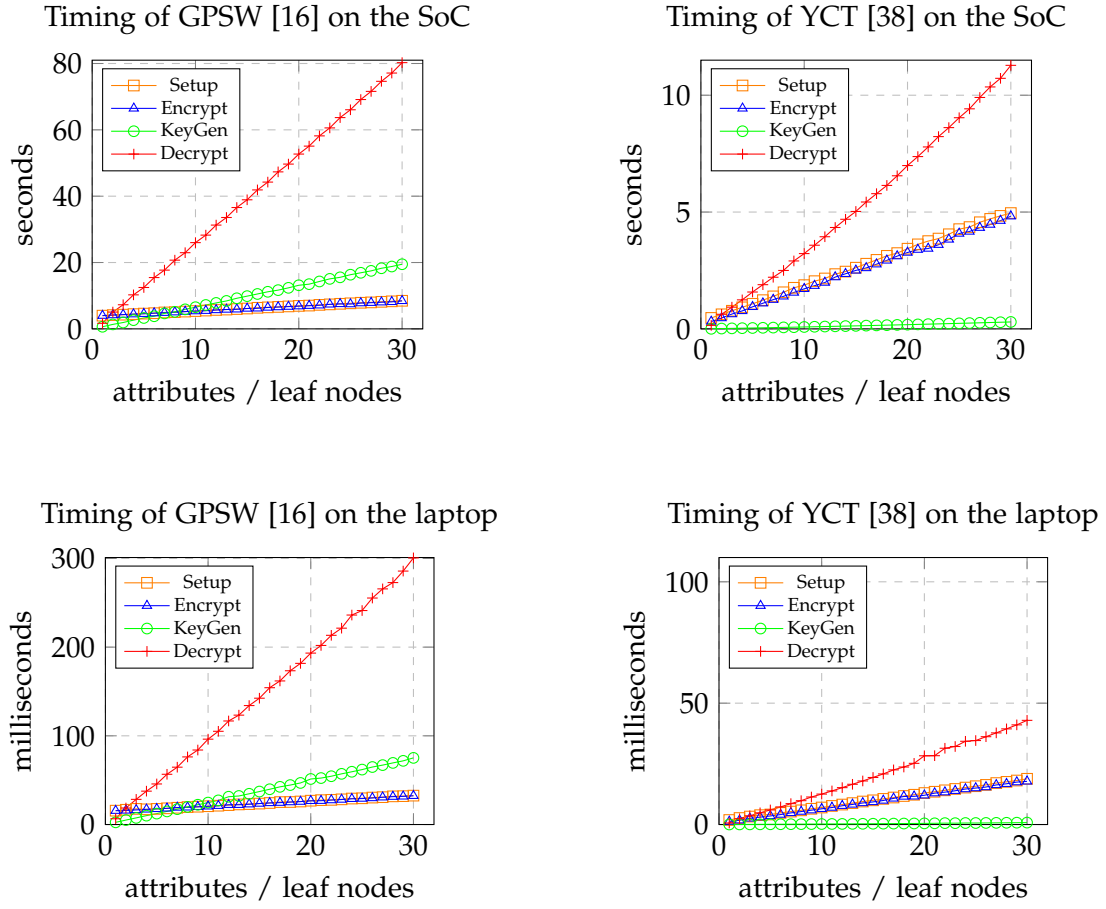 Timing of GPSW [16] on the SoC
80
60
40
20
0
0
10
20
30
seconds
attributes / leaf nodes
Setup
Encrypt
KeyGen
Decrypt
Timing of YCT [38] on the SoC
10
5
0
0
10
20
30
seconds
attributes / leaf nodes
Setup
Encrypt
KeyGen
Decrypt
Timing of GPSW [16] on the laptop
300
200
100
0
0
10
20
30
milliseconds
attributes / leaf nodes
Setup
Encrypt
KeyGen
Decrypt
Timing of YCT [38] on the laptop
100
50
0
0
10
20
30
milliseconds
attributes / leaf nodes
Setup
Encrypt
KeyGen
Decrypt